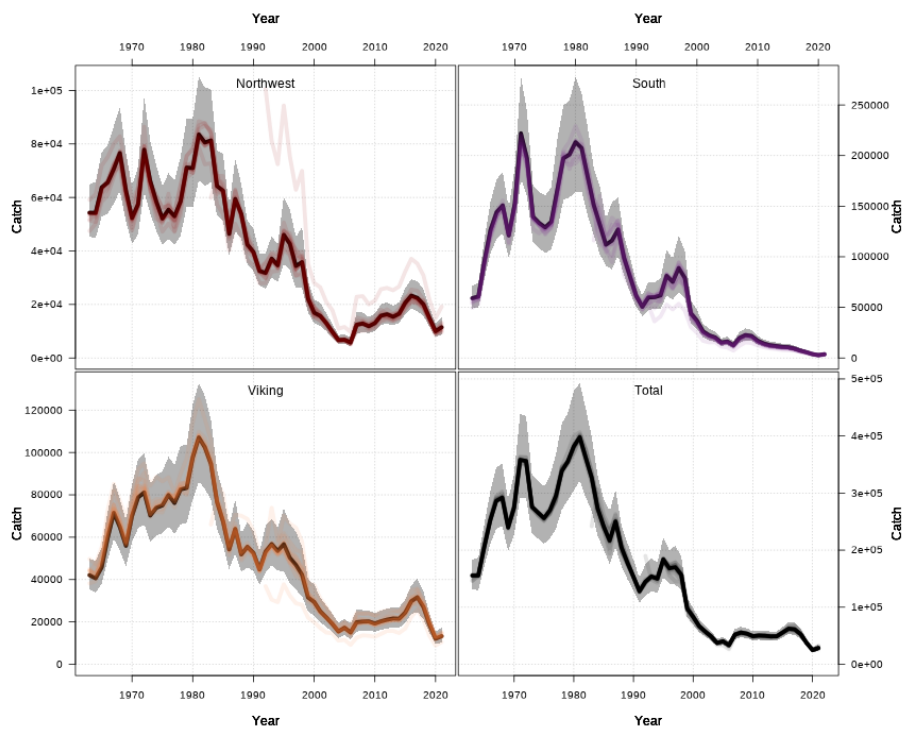 Year Year
1970 1980 1990 2000 2010 2020 1970 1980 1990 2000 2010 2020
Northwest South
1e+05
8e+04
6e+04
4e+04
2e+04
0e+00
Catch
250000
200000
150000
100000
50000
0
Catch
Viking Total
120000
100000
80000
60000
40000
20000
0
Catch
5e+05
4e+05
3e+05
2e+05
1e+05
0e+00
Catch
1970 1980 1990 2000 2010 2020 1970 1980 1990 2000 2010 2020
Year Year